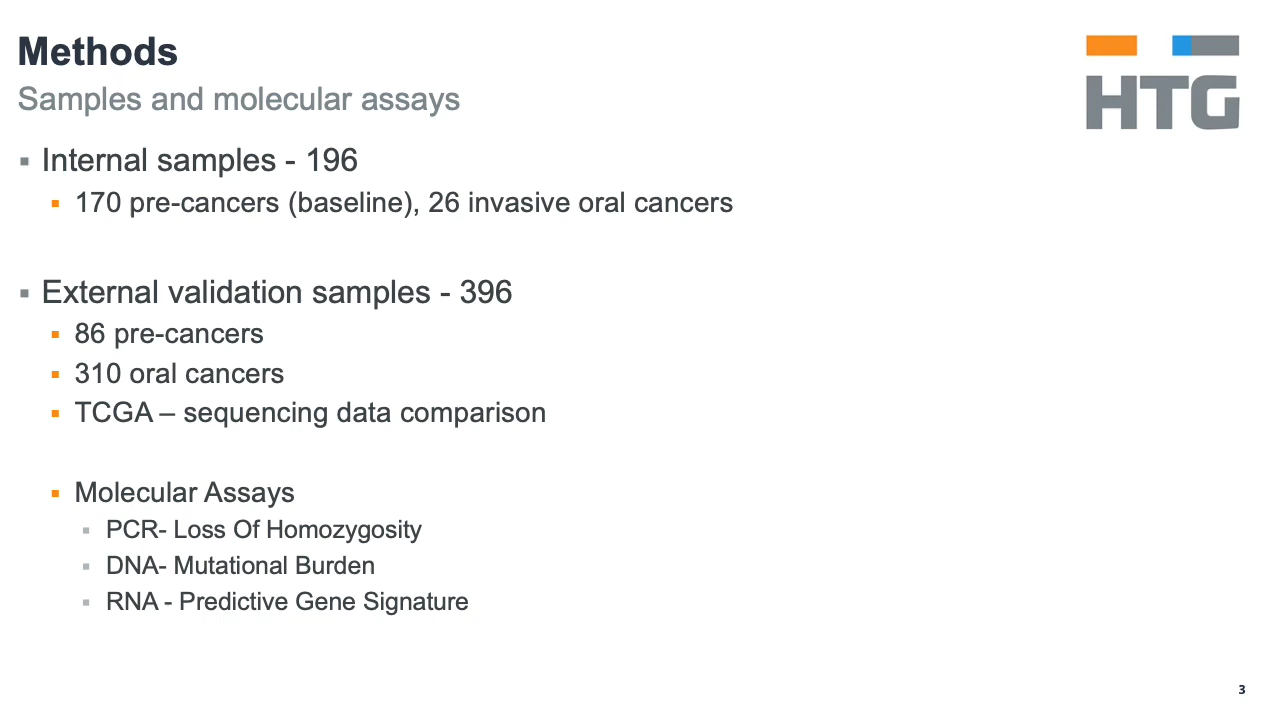 Methods
Samples and molecular assays
HTG
▪ Internal samples - 196
▪ 170 pre-cancers (baseline), 26 invasive oral cancers
▪ External validation samples - 396
▪ 86 pre-cancers
▪ 310 oral cancers
▪ TCGA – sequencing data comparison
▪ Molecular Assays
▪ PCR- Loss Of Homozygosity
▪ DNA- Mutational Burden
▪ RNA - Predictive Gene Signature
3